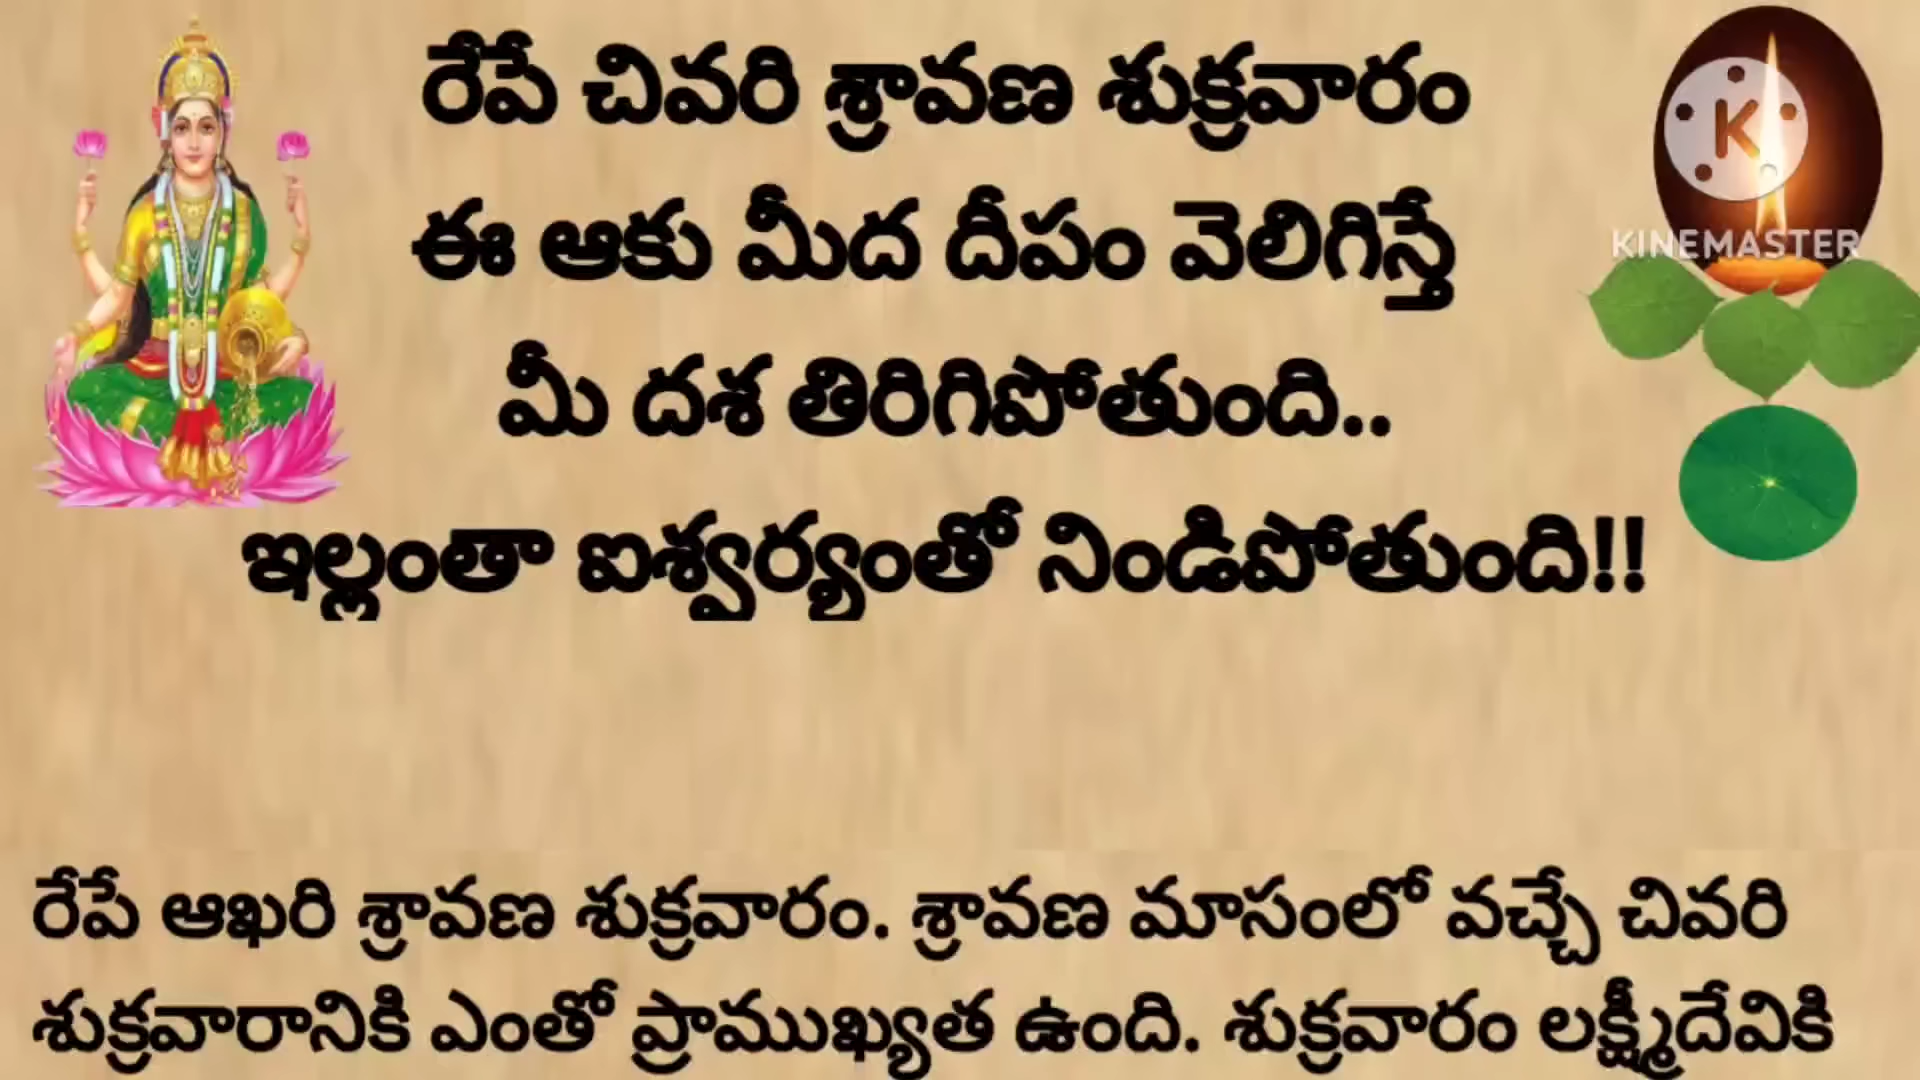 రేపే చివరి శ్రావణ శుక్రవారం
ఈ ఆకు మీద దీపం వెలిగిస్తే
మీ దశ తిరిగిపోతుంది..
ఇల్లంతా ఐశ్వర్యంతో నిండిపోతుంది!!
K
KINEMASTER
రేపే ఆఖరి శ్రావణ శుక్రవారం. శ్రావణ మాసంలో వచ్చే చివరి
శుక్రవారానికి ఎంతో ప్రాముఖ్యత ఉంది. శుక్రవారం లక్ష్మీదేవికి